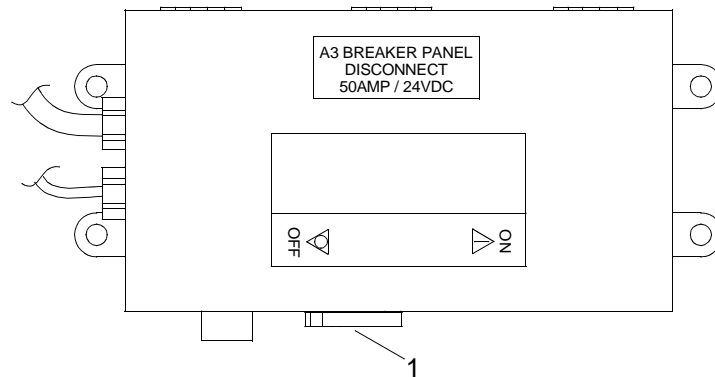 A3 BREAKER PANEL
DISCONNECT
50AMP / 24VDC
OFF
ON
1